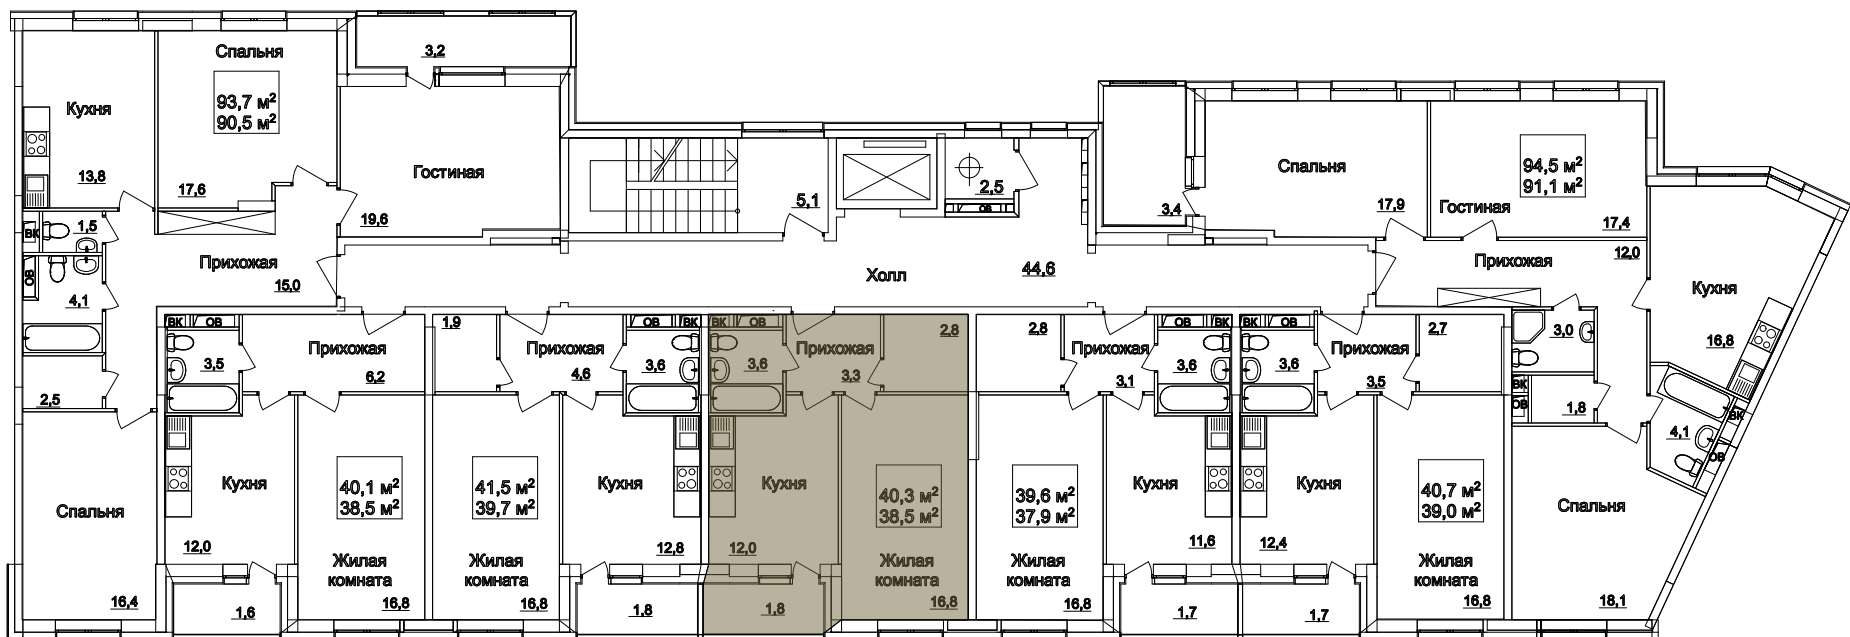 3,2
Спальня
93,7 м²
90,5 м²
Кухня
13,8
17,6
Гостиная
19,6
5,1
2,5
ОВ
3,4
Спальня
17,9
94,5 м²
91,1 м²
Гостиная
17,4
ВК
1,5
ОВ
4,1
Прихожая
15,0
Холл
44,6
Прихожая
12,0
Кухня
16,8
2,5
ВК
ОВ
3,5
Прихожая
6,2
1,9
Прихожая
4,6
ОВ
ВК
3,6
ВК
ОВ
3,6
Прихожая
3,3
2,8
2,8
Прихожая
3,1
ОВ
ВК
3,6
ВК
ОВ
3,6
Прихожая
3,5
2,7
3,0
ВК
ОВ
1,8
4,1
ВК
ОВ
Спальня
16,4
Кухня
12,0
1,6
40,1 м²
38,5 м²
Жилая
комната
16,8
41,5 м²
39,7 м²
Жилая
комната
16,8
Кухня
12,8
1,8
Кухня
12,0
1,8
40,3 м²
38,5 м²
Жилая
комната
16,8
39,6 м²
37,9 м²
Жилая
комната
16,8
Кухня
11,6
1,7
Кухня
12,4
1,7
40,7 м²
39,0 м²
Жилая
комната
16,8
Спальня
18,1